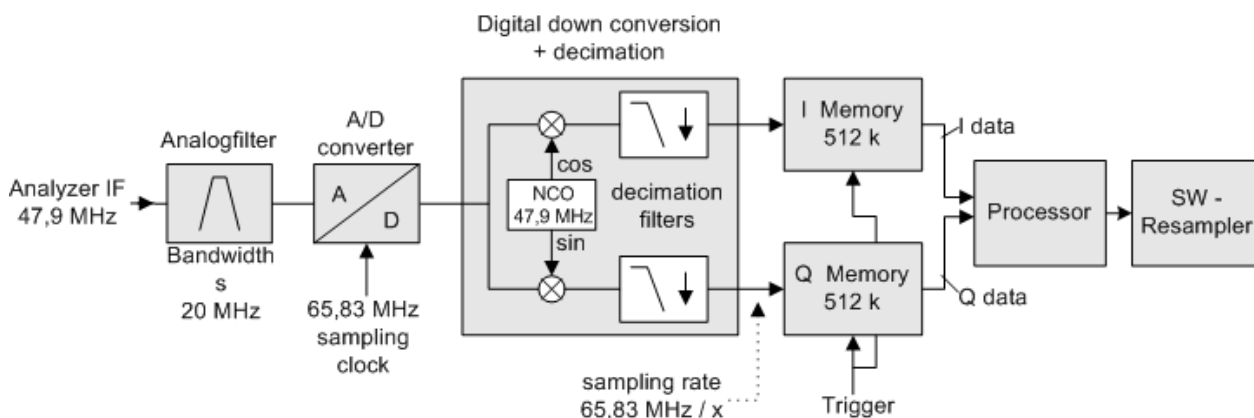 Digital down conversion
+ decimation
Analyzer IF
47,9 MHz
Analogfilter
Bandwidth
s
20 MHz
A/D
converter
A
D
65,83 MHz
sampling
clock
cos
NCO
47,9 MHz
sin
decimation
filters
sampling rate
65.83 MHz / x
I Memory
512 k
Q Memory
512 k
Trigger
I data
Q data
Processor
SW -
Resampler